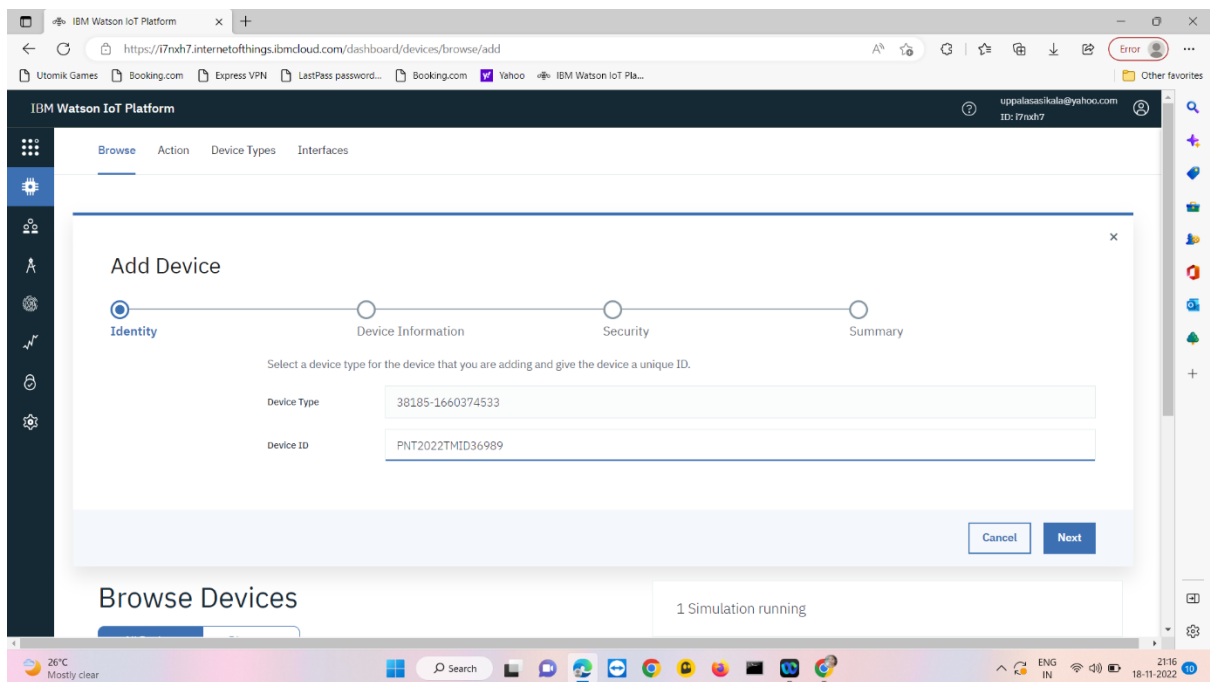 IBM Watson IoT Platform
https://i7nxh7.internetofthings.ibmcloud.com/dashboard/devices/browse/add
Error
Utomik Games Booking.com Express VPN LastPass password... Booking.com Yahoo IBM Watson IoT Pla... Other favorites
IBM Watson IoT Platform
uppalasasikala@yahoo.com
ID: i7nxh7
Browse Action Device Types Interfaces
Add Device
Identity Device Information Security Summary
Select a device type for the device that you are adding and give the device a unique ID.
Device Type 38185-1660374533
Device ID PNT2022TMID36989
Cancel Next
Browse Devices
1 Simulation running
26°C
Mostly clear
Search
ENG
IN
21:16
18-11-2022
10